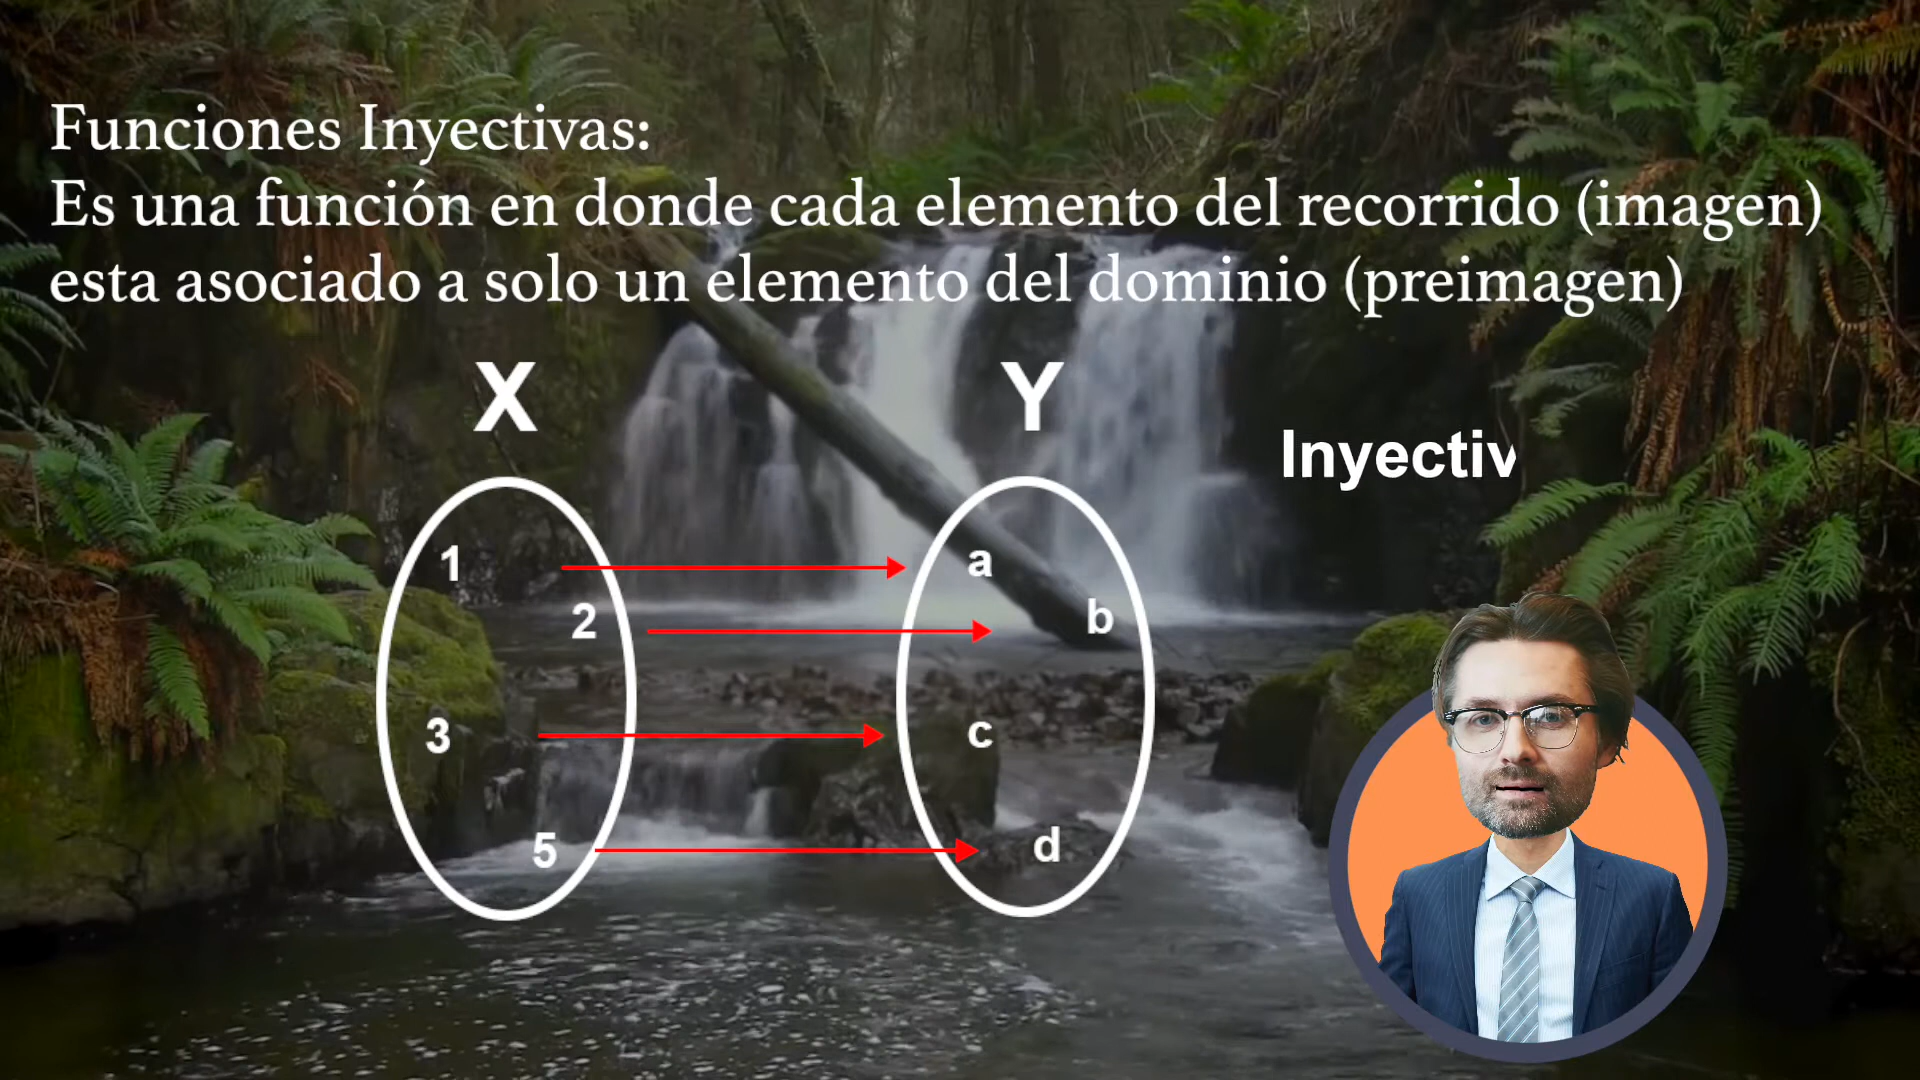 Funciones Inyectivas:
Es una función en donde cada elemento del recorrido (imagen)
esta asociado a solo un elemento del dominio (preimagen)
X
Y
Inyectiv
1
a
2
b
3
c
5
d